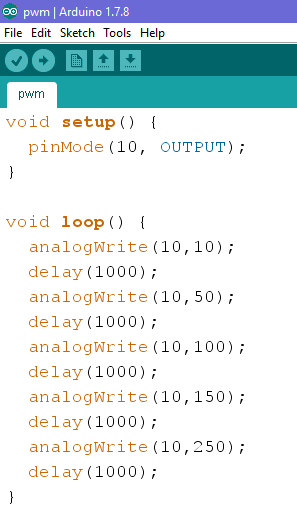 pwm | Arduino 1.7.8
File Edit Sketch Tools Help
pwm
void setup() {
  pinMode(10, OUTPUT);
}

void loop() {
  analogWrite(10,10);
  delay(1000);
  analogWrite(10,50);
  delay(1000);
  analogWrite(10,100);
  delay(1000);
  analogWrite(10,150);
  delay(1000);
  analogWrite(10,250);
  delay(1000);
}